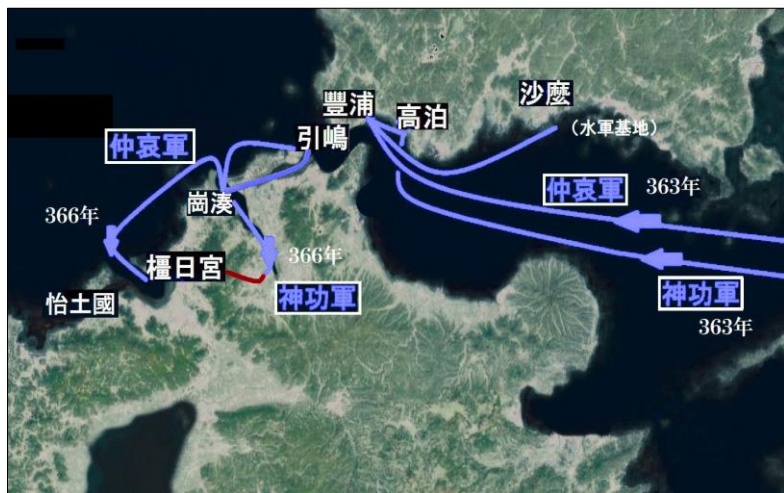 豐浦
高泊
沙麼
(水軍基地)
引嶋
仲哀軍
仲哀軍
363年
366年
崗湊
橿日宮
366年
怡土國
神功軍
神功軍
363年